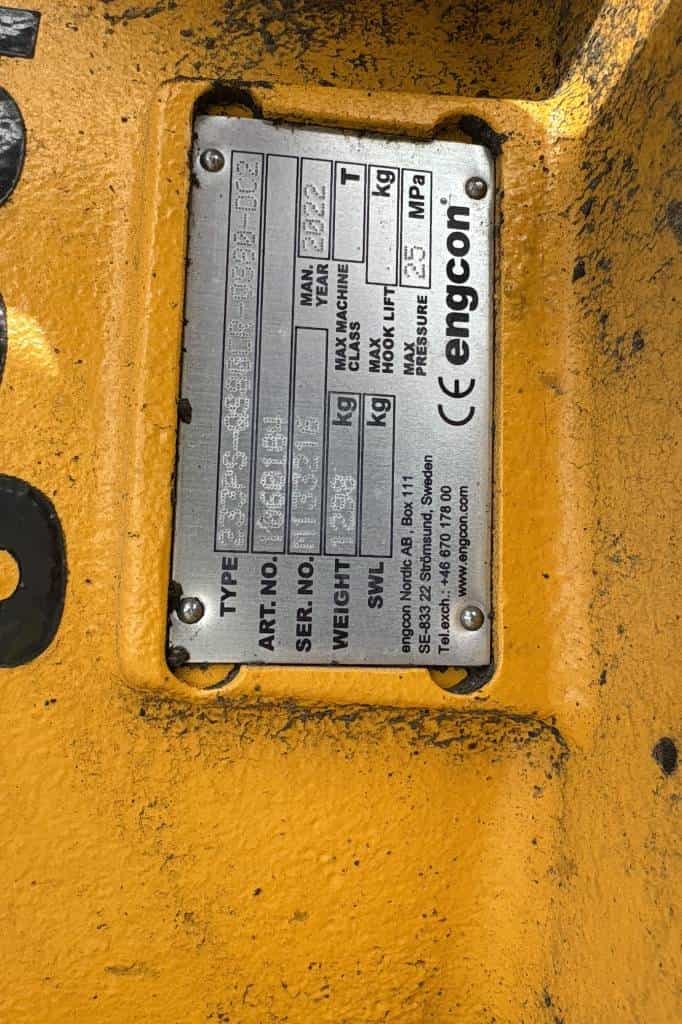 TYPE
ART. NO. 1066184
SER. NO.
MAN. YEAR 2022
WEIGHT kg
MAX MACHINE CLASS T
SWL kg
MAX HOOK LIFT kg
MAX PRESSURE 25 MPa
engcon Nordic AB , Box 111
SE-833 22 Strömsund, Sweden
Tel.exch.: +46 670 178 00
www.engcon.com
CE engcon®